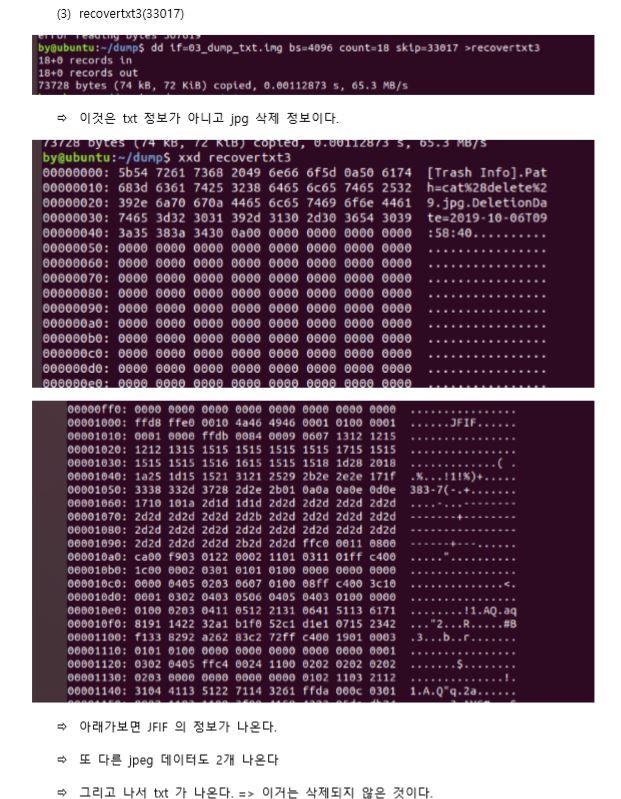 (3) recovertxt3(33017)
error reading bytes 307019
by@ubuntu:~/dump$ dd if=03_dump_txt.img bs=4096 count=18 skip=33017 >recovertxt3
18+0 records in
18+0 records out
73728 bytes (74 kB, 72 KiB) copied, 0.00112873 s, 65.3 MB/s
⇨ 이것은 txt 정보가 아니고 jpg 삭제 정보이다.
73728 bytes (74 kB, 72 KiB) copied, 0.00112873 s, 65.3 MB/s
by@ubuntu:~/dump$ xxd recovertxt3
00000000: 5b54 7261 7368 2049 6e66 6f5d 0a50 6174 [Trash Info].Pat
00000010: 683d 6361 7425 3238 6465 6c65 7465 2532 h=cat%28delete%2
00000020: 392e 6a70 670a 4465 6c65 7469 6f6e 4461 9.jpg.DeletionDa
00000030: 7465 3d32 3031 392d 3130 2d30 3654 3039 te=2019-10-06T09
00000040: 3a35 383a 3430 0a00 0000 0000 0000 0000 :58:40..........
00000050: 0000 0000 0000 0000 0000 0000 0000 0000 ................
00000060: 0000 0000 0000 0000 0000 0000 0000 0000 ................
00000070: 0000 0000 0000 0000 0000 0000 0000 0000 ................
00000080: 0000 0000 0000 0000 0000 0000 0000 0000 ................
00000090: 0000 0000 0000 0000 0000 0000 0000 0000 ................
000000a0: 0000 0000 0000 0000 0000 0000 0000 0000 ................
000000b0: 0000 0000 0000 0000 0000 0000 0000 0000 ................
000000c0: 0000 0000 0000 0000 0000 0000 0000 0000 ................
000000d0: 0000 0000 0000 0000 0000 0000 0000 0000 ................
000000e0: 0000 0000 0000 0000 0000 0000 0000 0000 ................
00000ff0: 0000 0000 0000 0000 0000 0000 0000 0000 ................
00001000: ffd8 ffe0 0010 4a46 4946 0001 0100 0001 ......JFIF......
00001010: 0001 0000 ffdb 0084 0009 0607 1312 1215 ................
00001020: 1212 1315 1515 1515 1515 1515 1715 1515 ................
00001030: 1515 1515 1516 1615 1515 1518 1d28 2018 .............( .
00001040: 1a25 1d15 1521 3121 2529 2b2e 2e2e 171f .%...!1!%)+.....
00001050: 3338 332d 3728 2d2e 2b01 0a0a 0a0e 0d0e 383-7(-.+.......
00001060: 1710 101a 2d1d 1d1d 2d2d 2d2d 2d2d 2d2d ....-...--------
00001070: 2d2d 2d2d 2d2d 2d2b 2d2d 2d2d 2d2d 2d2d -------+--------
00001080: 2d2d 2d2d 2d2d 2d2d 2d2d 2d2d 2d2d 2d2d ----------------
00001090: 2d2d 2d2d 2d2d 2b2d 2d2d ffc0 0011 0800 ------+---......
000010a0: ca00 f903 0122 0002 1101 0311 01ff c400 ....."..........
000010b0: 1c00 0002 0301 0101 0100 0000 0000 0000 ................
000010c0: 0000 0405 0203 0607 0100 08ff c400 3c10 ..............<.
000010d0: 0001 0302 0403 0506 0405 0403 0100 0000 ................
000010e0: 0100 0203 0411 0512 2131 0641 5113 6171 ........!1.AQ.aq
000010f0: 8191 1422 32a1 b1f0 52c1 d1e1 0715 2342 ..."2...R.....#B
00001100: f133 8292 a262 83c2 72ff c400 1901 0003 .3...b..r.......
00001110: 0101 0100 0000 0000 0000 0000 0000 0001 ................
00001120: 0302 0405 ffc4 0024 1100 0202 0202 0202 .......$........
00001130: 0203 0000 0000 0000 0000 0102 1103 2112 ..............!.
00001140: 3104 4113 5122 7114 3261 ffda 000c 0301 1.A.Q"q.2a......
⇨ 아래가보면 JFIF 의 정보가 나온다.
⇨ 또 다른 jpeg 데이터도 2개 나온다
⇨ 그리고 나서 txt 가 나온다. => 이거는 삭제되지 않은 것이다.